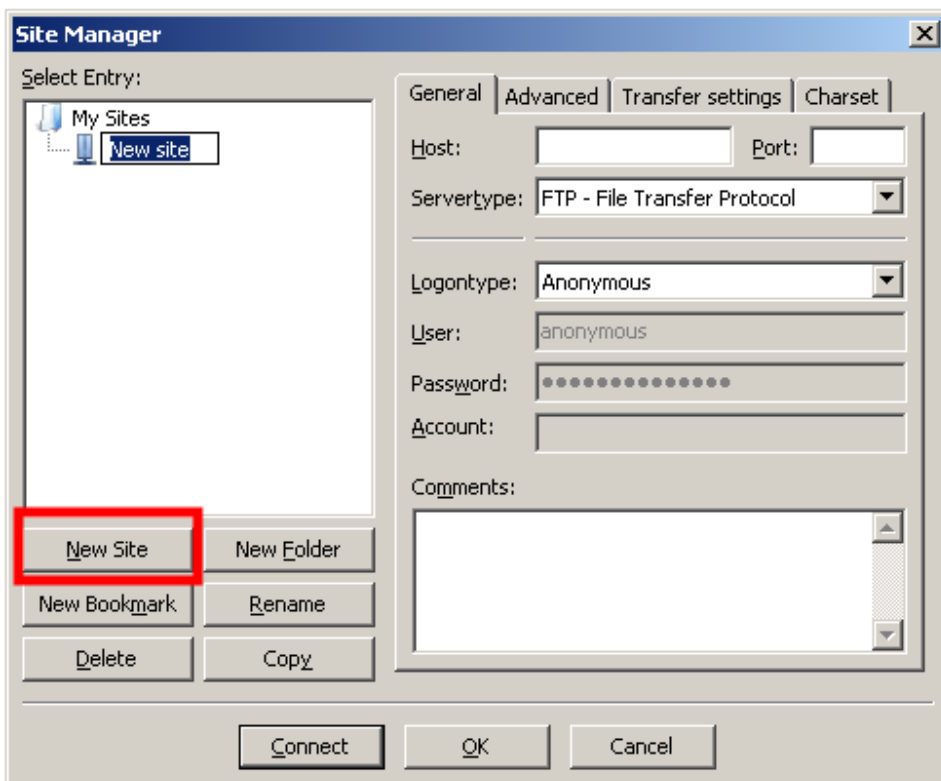 Site Manager
Select Entry:
My Sites
New site
General Advanced Transfer settings Charset
Host: Port:
Servertype: FTP - File Transfer Protocol
Logontype: Anonymous
User: anonymous
Password: ••••••••••••••
Account:
Comments:
New Site New Folder
New Bookmark Rename
Delete Copy
Connect OK Cancel